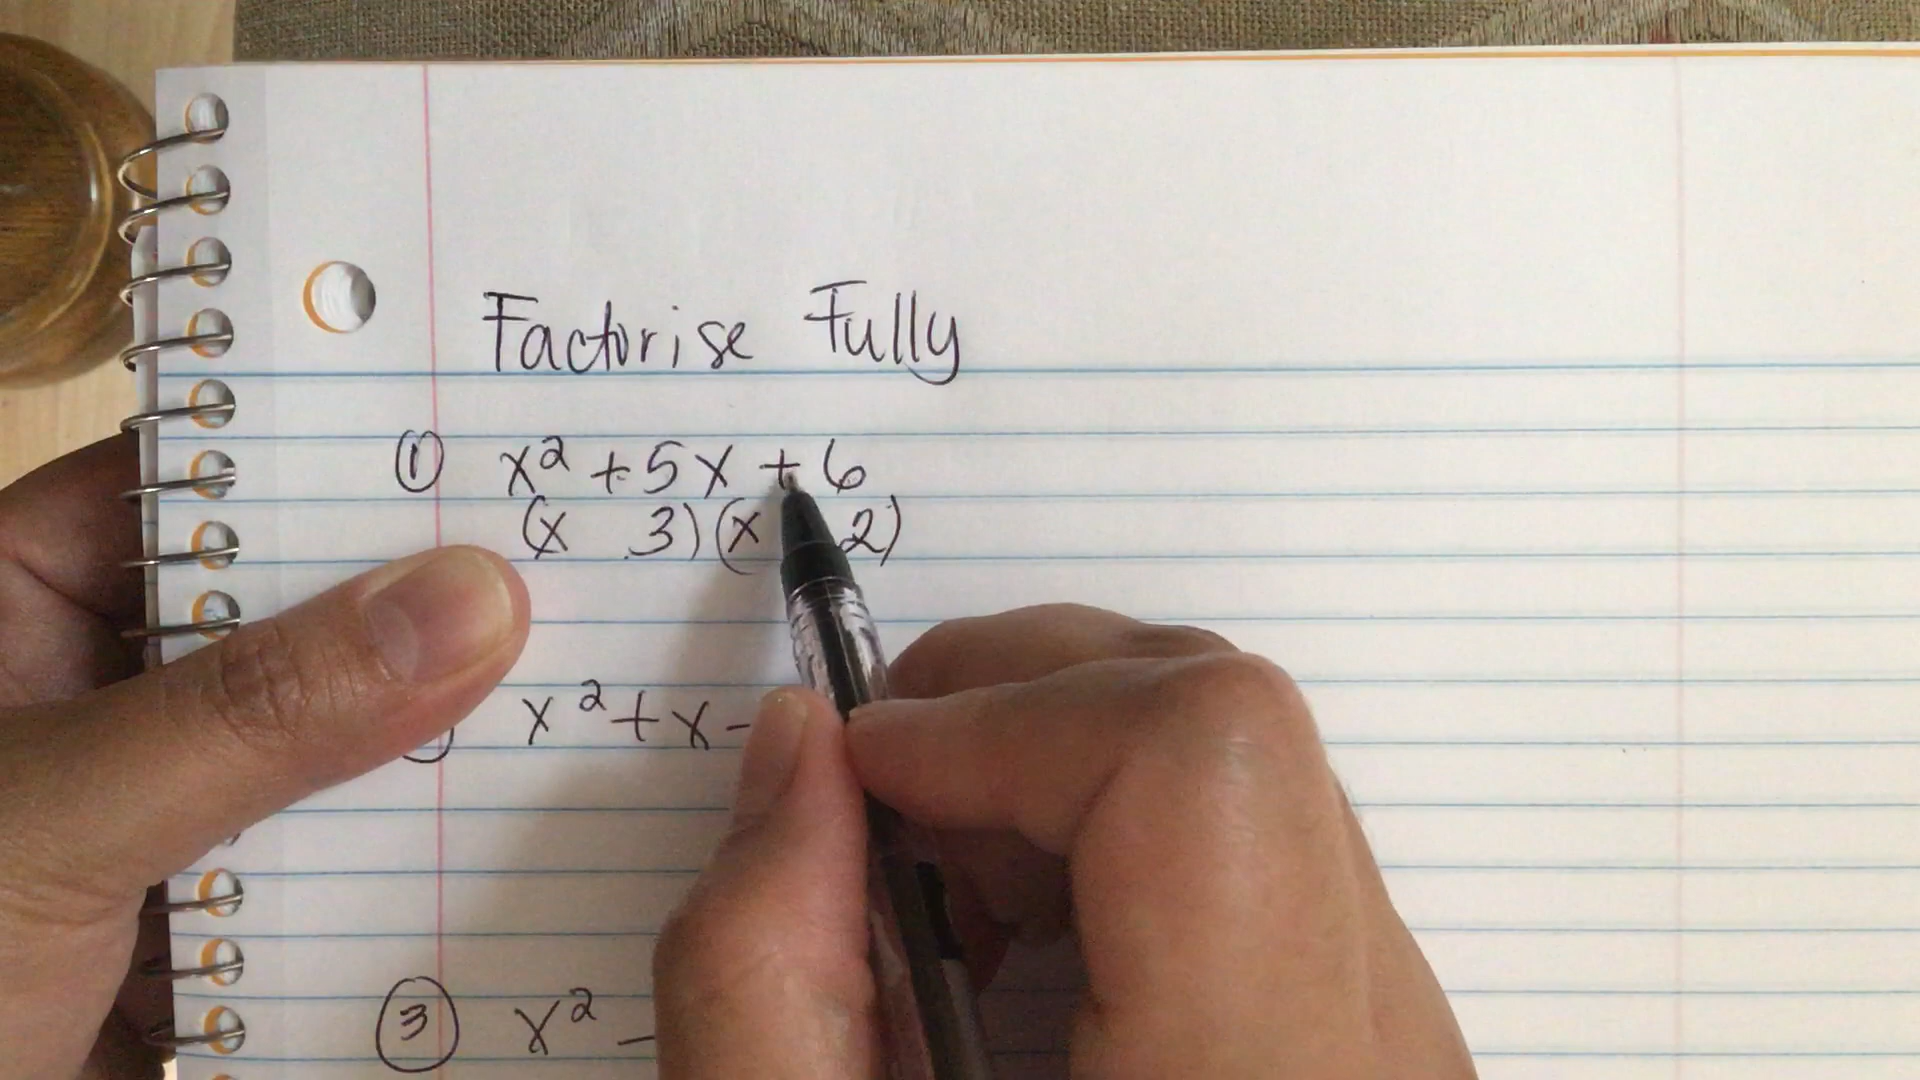 Factorise Fully
① x² + 5x + 6
(x 3)(x 2)
x² + x -
③ x² -